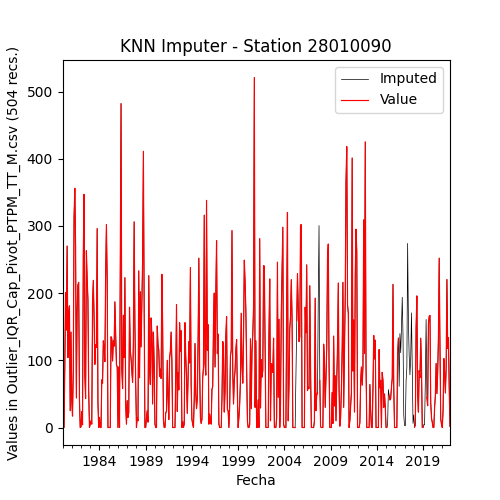 KNN Imputer - Station 28010090
Values in Outlier_IQR_Cap_Pivot_PTPM_TT_M.csv (504 recs.)
500
400
300
200
100
0
Imputed
Value
1984 1989 1994 1999 2004 2009 2014 2019
Fecha